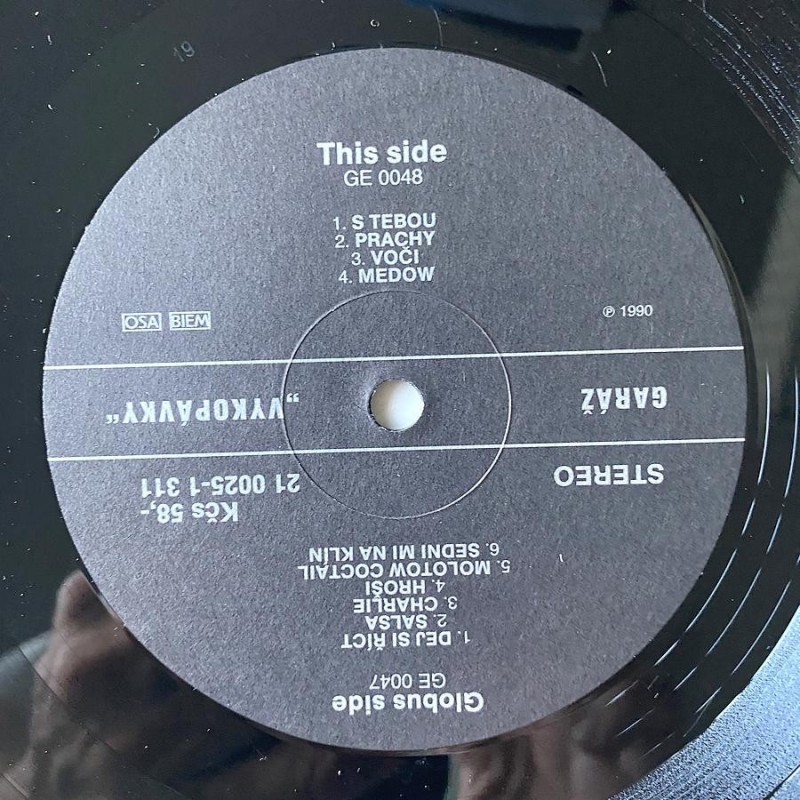 19
This side
GE 0048
1. S TEBOU
2. PRACHY
3. VOČI
4. MEDOW
OSA BIEM
℗ 1990
GARÁŽ „VYKOPÁVKY“
STEREO 21 0025-1 311
Kčs 58,-
Globus side
GE 0047
1. DEJ SI ŘÍCT
2. SALSA
3. CHARLIE
4. HROŠI
5. MOLOTOW COCTAIL
6. SEDNI MI NA KLÍN